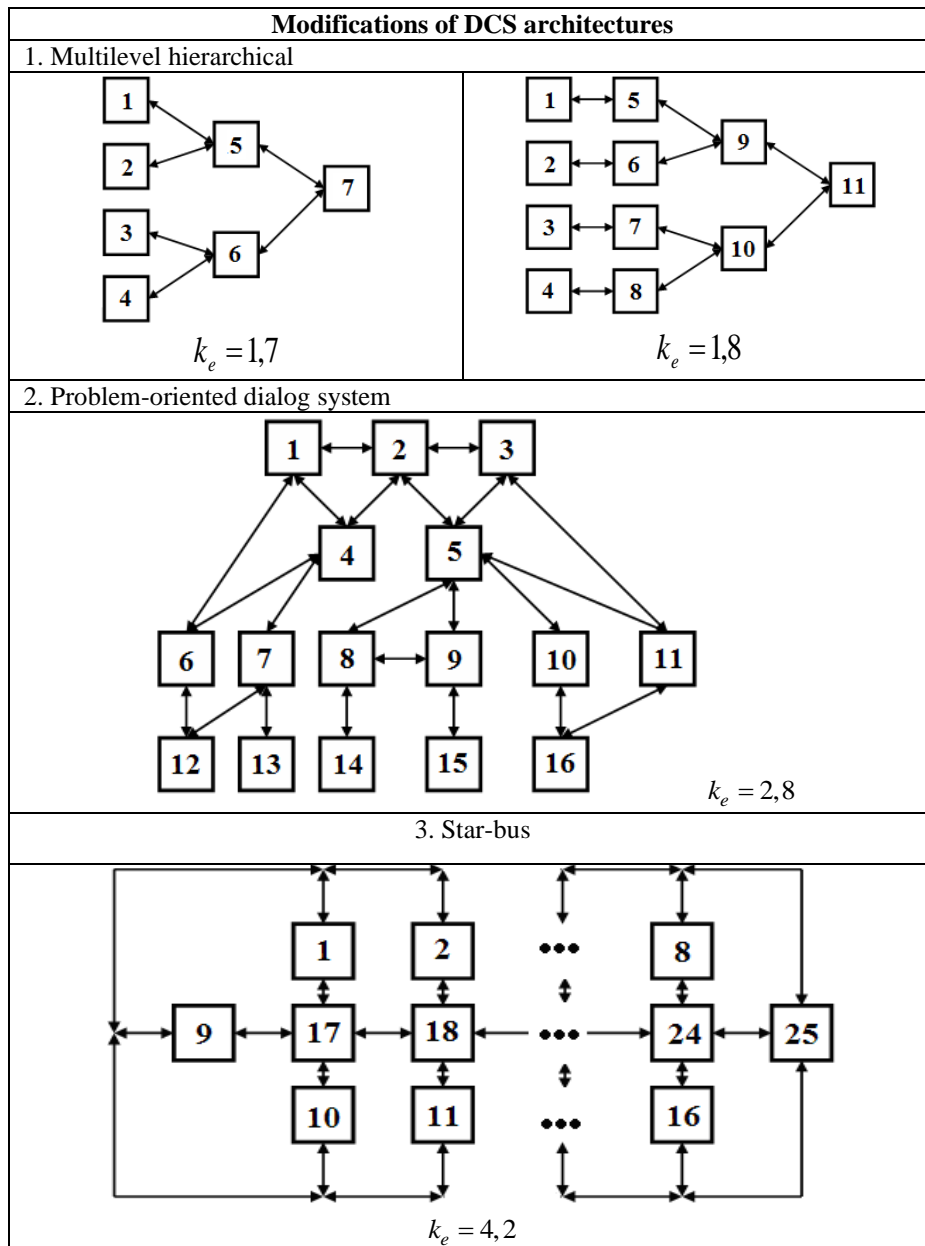 Modifications of DCS architectures
1. Multilevel hierarchical
1
2
3
4
5
6
7
k_e = 1,7
1
5
2
6
3
7
4
8
9
10
11
k_e = 1,8
2. Problem-oriented dialog system
1 2 3
4 5
6 7 8 9 10 11
12 13 14 15 16
k_e = 2,8
3. Star-bus
1 2 ••• 8
9 17 18 ••• 24 25
10 11 ••• 16
k_e = 4,2